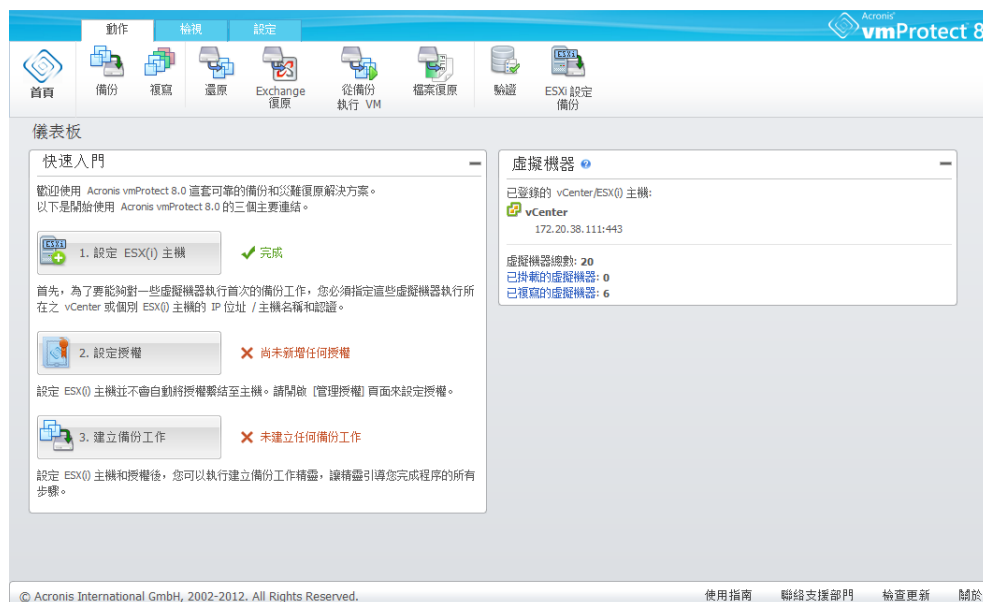 動作 檢視 設定
Acronis
vmProtect 8
首頁
備份
複寫
還原
Exchange
復原
從備份
執行 VM
檔案復原
驗證
ESXi 設定
備份
儀表板
快速入門
歡迎使用 Acronis vmProtect 8.0 這套可靠的備份和災難復原解決方案。
以下是開始使用 Acronis vmProtect 8.0 的三個主要連結。
ESXi
1. 設定 ESX(i) 主機
完成
首先，為了要能夠對一些虛擬機器執行首次的備份工作，您必須指定這些虛擬機器執行所
在之 vCenter 或個別 ESX(i) 主機的 IP 位址 / 主機名稱和認證。
2. 設定授權
尚未新增任何授權
設定 ESX(i) 主機並不會自動將授權繫結至主機。請開啟 [管理授權] 頁面來設定授權。
3. 建立備份工作
未建立任何備份工作
設定 ESX(i) 主機和授權後，您可以執行建立備份工作精靈，讓精靈引導您完成程序的所有
步驟。
虛擬機器
已登錄的 vCenter/ESX(i) 主機:
vCenter
172.20.38.111:443
虛擬機器總數: 20
已掛載的虛擬機器: 0
已複寫的虛擬機器: 6
© Acronis International GmbH, 2002-2012. All Rights Reserved.
使用指南 聯絡支援部門 檢查更新 關於